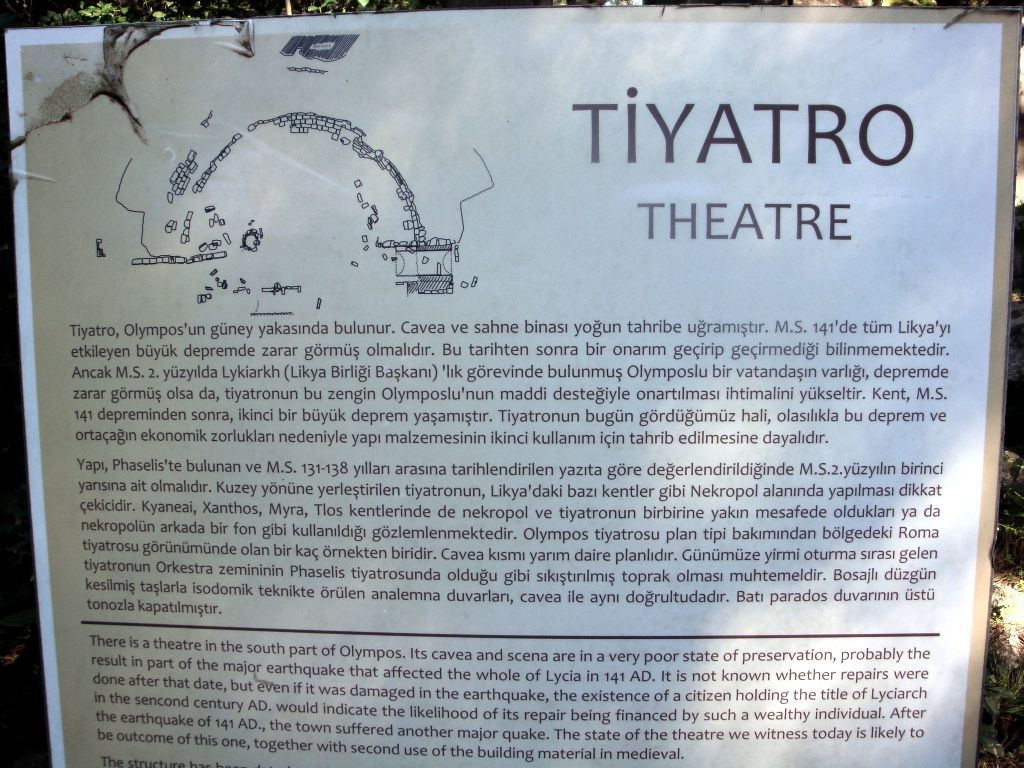 TİYATRO
THEATRE
Tiyatro, Olympos'un güney yakasında bulunur. Cavea ve sahne binası yoğun tahribe uğramıştır. M.S. 141'de tüm Likya'yı
etkileyen büyük depremde zarar görmüş olmalıdır. Bu tarihten sonra bir onarım geçirip geçirmediği bilinmemektedir.
Ancak M.S. 2. yüzyılda Lykiarkh (Likya Birliği Başkanı) 'lık görevinde bulunmuş Olymposlu bir vatandaşın varlığı, depremde
zarar görmüş olsa da, tiyatronun bu zengin Olymposlu'nun maddi desteğiyle onartılması ihtimalini yükseltir. Kent, M.S.
141 depreminden sonra, ikinci bir büyük deprem yaşamıştır. Tiyatronun bugün gördüğümüz hali, olasılıkla bu deprem ve
ortaçağın ekonomik zorlukları nedeniyle yapı malzemesinin ikinci kullanım için tahrib edilmesine dayalıdır.
Yapı, Phaselis'te bulunan ve M.S. 131-138 yılları arasına tarihlendirilen yazıta göre değerlendirildiğinde M.S.2.yüzyılın birinci
yarısına ait olmalıdır. Kuzey yönüne yerleştirilen tiyatronun, Likya'daki bazı kentler gibi Nekropol alanında yapılması dikkat
çekicidir. Kyaneai, Xanthos, Myra, Tlos kentlerinde de nekropol ve tiyatronun birbirine yakın mesafede oldukları ya da
nekropolün arkada bir fon gibi kullanıldığı gözlemlenmektedir. Olympos tiyatrosu plan tipi bakımından bölgedeki Roma
tiyatrosu görünümünde olan bir kaç örnekten biridir. Cavea kısmı yarım daire planlıdır. Günümüze yirmi oturma sırası gelen
tiyatronun Orkestra zemininin Phaselis tiyatrosunda olduğu gibi sıkıştırılmış toprak olması muhtemeldir. Bosajlı düzgün
kesilmiş taşlarla isodomik teknikte örülen analemna duvarları, cavea ile aynı doğrultudadır. Batı parados duvarının üstü
tonozla kapatılmıştır.
There is a theatre in the south part of Olympos. Its cavea and scena are in a very poor state of preservation, probably the
result in part of the major earthquake that affected the whole of Lycia in 141 AD. It is not known whether repairs were
done after that date, but even if it was damaged in the earthquake, the existence of a citizen holding the title of Lyciarch
in the sencond century AD. would indicate the likelihood of its repair being financed by such a wealthy individual. After
the earthquake of 141 AD., the town suffered another major quake. The state of the theatre we witness today is likely to
be outcome of this one, together with second use of the building material in medieval.
The structure has been